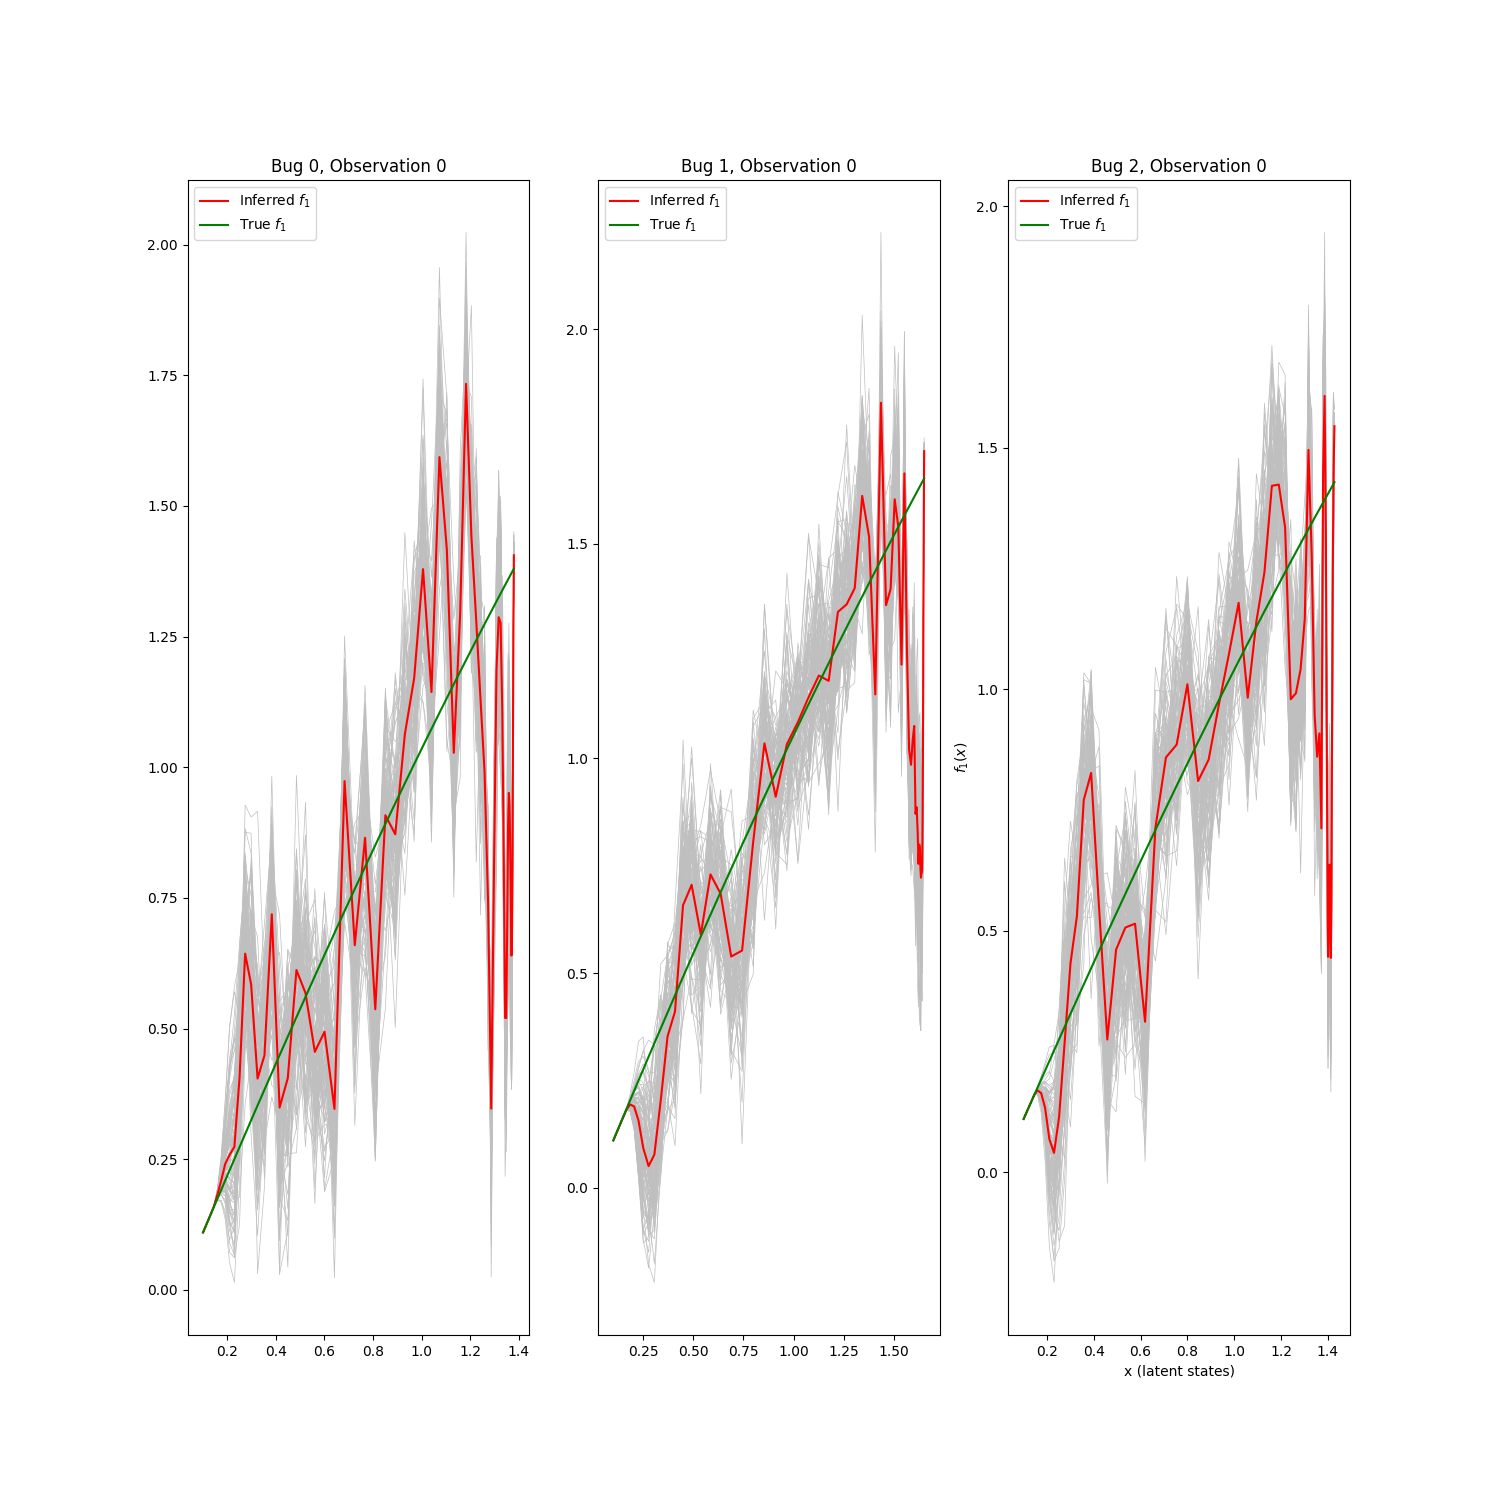 Bug 0, Observation 0
Inferred f₁
True f₁
2.00
1.75
1.50
1.25
1.00
0.75
0.50
0.25
0.00
0.2 0.4 0.6 0.8 1.0 1.2 1.4
Bug 1, Observation 0
Inferred f₁
True f₁
2.0
1.5
1.0
0.5
0.0
0.25 0.50 0.75 1.00 1.25 1.50
Bug 2, Observation 0
Inferred f₁
True f₁
f₁(x)
2.0
1.5
1.0
0.5
0.0
0.2 0.4 0.6 0.8 1.0 1.2 1.4
x (latent states)